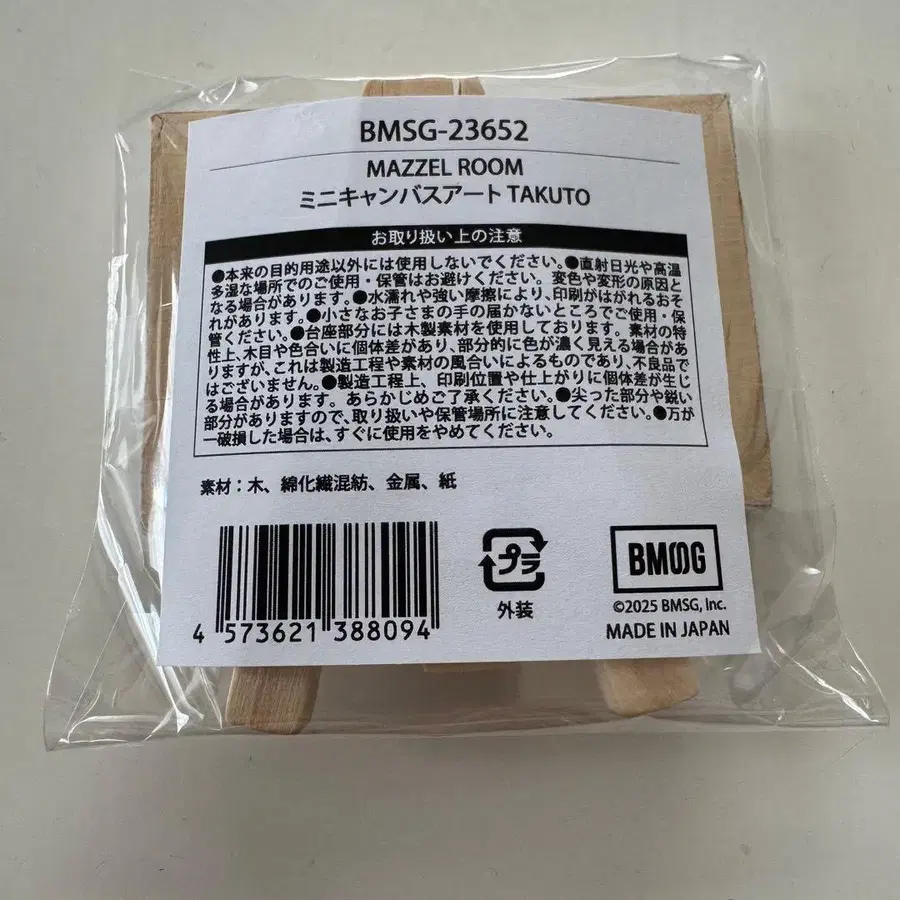 BMSG-23652
MAZZEL ROOM
ミニキャンバスアート TAKUTO
お取り扱い上の注意
●本来の目的用途以外には使用しないでください。●直射日光や高温
多湿な場所でのご使用・保管はお避けください。変色や変形の原因と
なる場合があります。●水濡れや強い摩擦により、印刷がはがれるおそ
れがあります。●小さなお子さまの手の届かないところでご使用・保
管ください。●台座部分には木製素材を使用しております。素材の特
性上、木目や色合いに個体差があり、部分的に色が濃く見える場合があ
りますが、これは製造工程や素材の風合いによるものであり、不良品で
はございません。●製造工程上、印刷位置や仕上がりに個体差が生じ
る場合があります。あらかじめご了承ください。●尖った部分や鋭い
部分がありますので、取り扱いや保管場所に注意してください。●万が
一破損した場合は、すぐに使用をやめてください。
素材：木、綿化繊混紡、金属、紙
4 573621 388094
プラ
外装
BMSG
©2025 BMSG, Inc.
MADE IN JAPAN